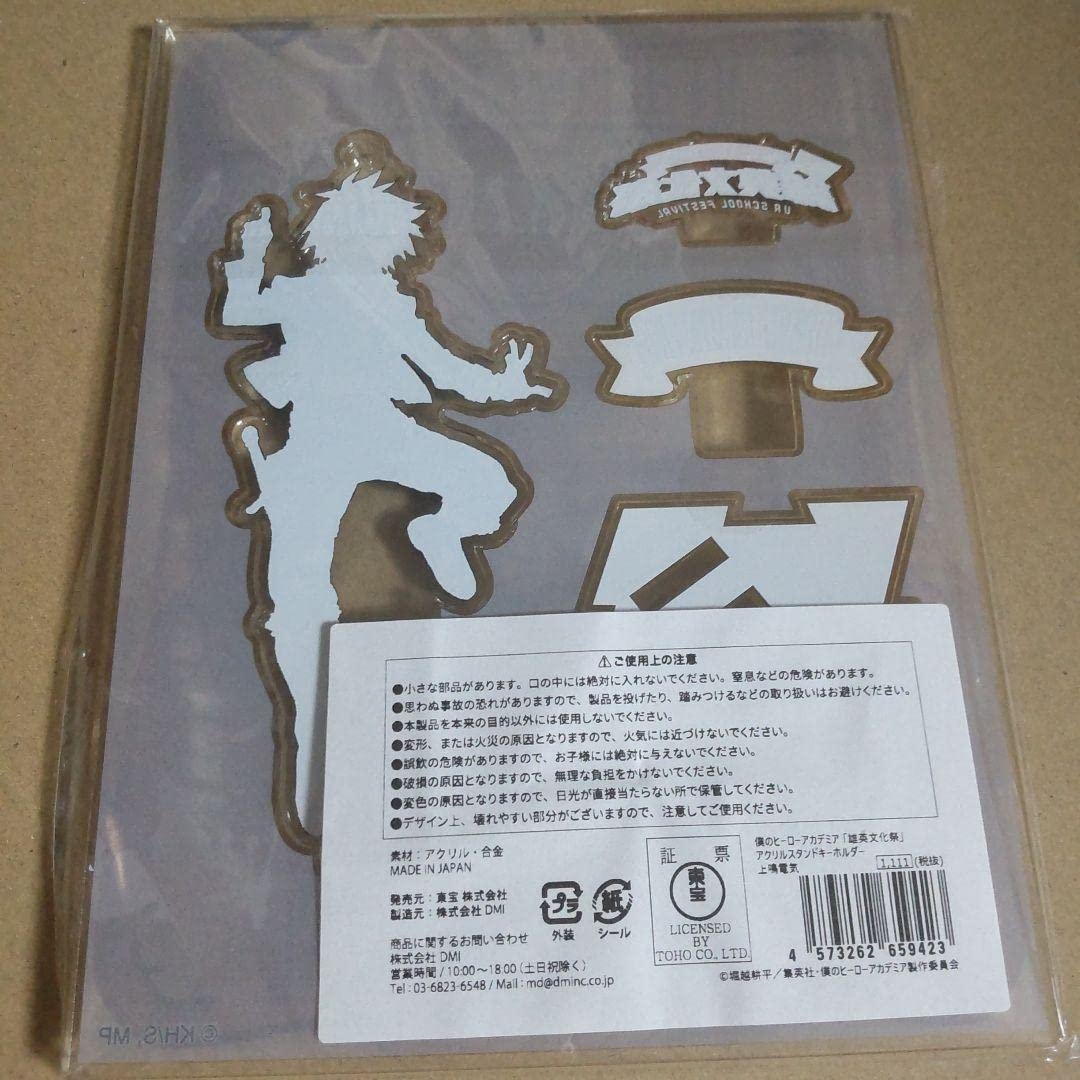 UA SCHOOL FESTIVAL
⚠ご使用上の注意
●小さな部品があります。口の中には絶対に入れないでください。窒息などの危険があります。
●思わぬ事故の恐れがありますので、製品を投げたり、踏みつけるなどの取り扱いはお避けください。
●本製品を本来の目的以外には使用しないでください。
●変形、または火災の原因となりますので、火気には近づけないでください。
●誤飲の危険がありますので、お子様には絶対に与えないでください。
●破損の原因となりますので、無理な負担をかけないでください。
●変色の原因となりますので、日光が直接当たらない所で保管してください。
●デザイン上、壊れやすい部分がございますので、注意してご使用ください。
素材：アクリル・合金
MADE IN JAPAN
発売元：東宝 株式会社
製造元：株式会社 DMI
商品に関するお問い合わせ
株式会社 DMI
営業時間 / 10:00～18:00 (土日祝除く)
Tel : 03-6823-6548 / Mail : md@dminc.co.jp
プラ
外装
紙
シール
証 票
東宝
LICENSED
BY
TOHO CO., LTD.
僕のヒーローアカデミア「雄英文化祭」
アクリルスタンドキーホルダー
上鳴電気
1,111 (税抜)
4 573262 659423
©堀越耕平／集英社・僕のヒーローアカデミア製作委員会
© KH/S, MP